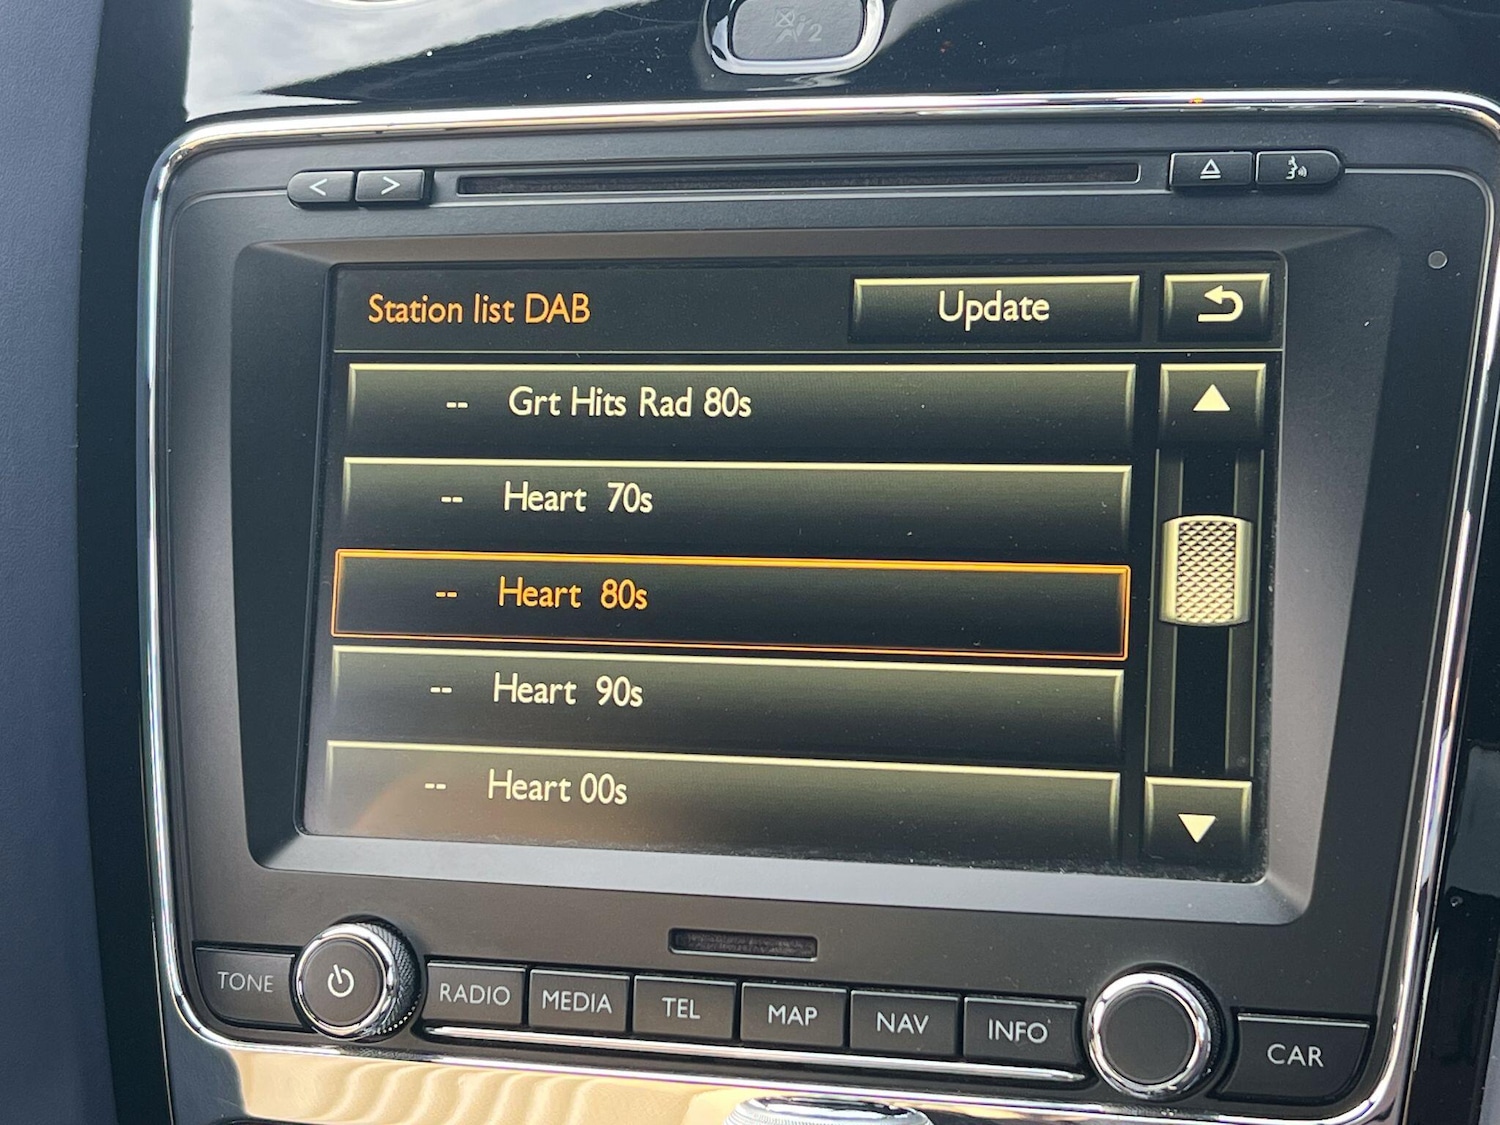 < >
Station list DAB Update
-- Grt Hits Rad 80s
-- Heart 70s
-- Heart 80s
-- Heart 90s
-- Heart 00s
TONE RADIO MEDIA TEL MAP NAV INFO CAR